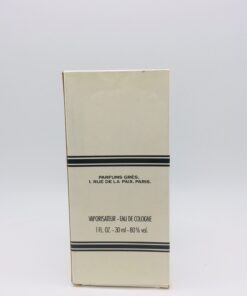 PARFUMS GRÈS.
1. RUE DE LA PAIX. PARIS.
VAPORISATEUR - EAU DE COLOGNE
1 FL. OZ. - 30 ml - 80% vol.